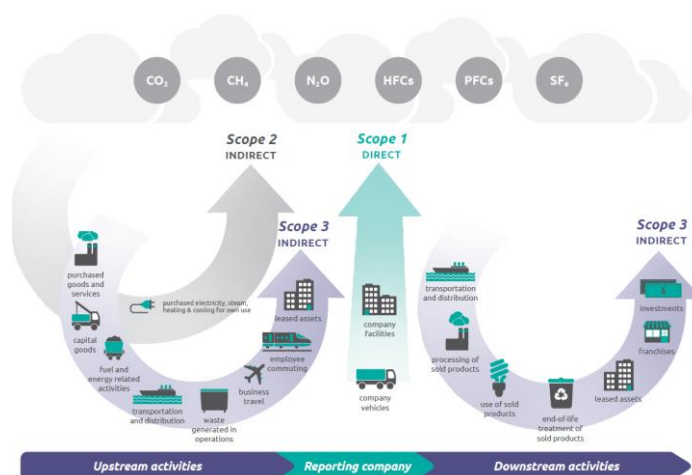 CO₂
CH₄
N₂O
HFCs
PFCs
SF₆
Scope 2
INDIRECT
Scope 1
DIRECT
Scope 3
INDIRECT
Scope 3
INDIRECT
purchased
goods and
services
capital
goods
fuel and
energy related
activities
purchased electricity, steam,
heating & cooling for own use
transportation
and distribution
waste
generated in
operations
business
travel
employee
commuting
leased assets
company
facilities
company
vehicles
transportation
and distribution
processing of
sold products
use of sold
products
end-of-life
treatment of
sold products
leased assets
franchises
investments
$
Upstream activities
Reporting company
Downstream activities